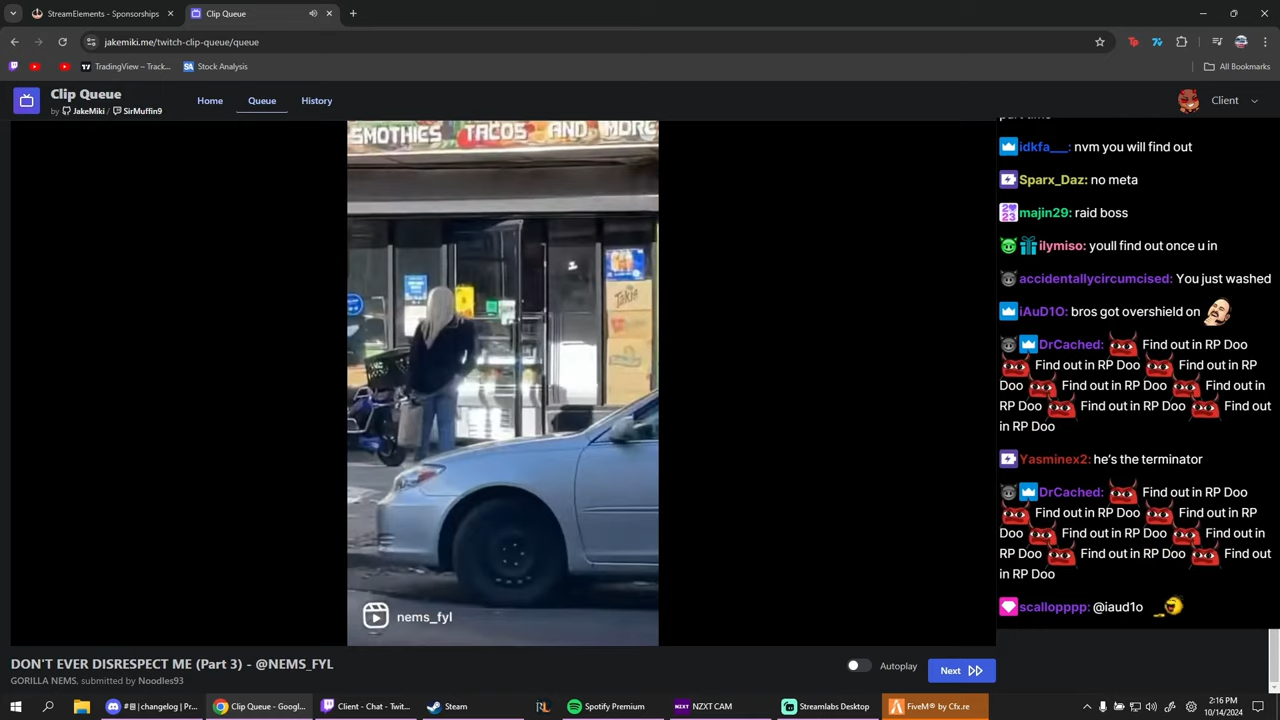 StreamElements - Sponsorships
Clip Queue
jakemiki.me/twitch-clip-queue/queue
TradingView – Track...
Stock Analysis
All Bookmarks
Clip Queue
by JakeMiki / SirMuffin9
Home
Queue
History
Client
SMOTHIES TACOS AND MORE
Takis
nems_fyl
idkfa___: nvm you will find out
Sparx_Daz: no meta
majin29: raid boss
ilymiso: youll find out once u in
accidentallycircumcised: You just washed
iAuD1O: bros got overshield on
DrCached: Find out in RP Doo
Find out in RP Doo Find out in RP
Doo Find out in RP Doo Find out in
RP Doo Find out in RP Doo Find out
in RP Doo
Yasminex2: he's the terminator
DrCached: Find out in RP Doo
Find out in RP Doo Find out in RP
Doo Find out in RP Doo Find out in
RP Doo Find out in RP Doo Find out
in RP Doo
scallopppp: @iaud1o
DON'T EVER DISRESPECT ME (Part 3) - @NEMS_FYL
GORILLA NEMS, submitted by Noodles93
Autoplay
Next
#📰 | changelog | Pr...
Clip Queue - Googl...
Client - Chat - Twit...
Steam
Spotify Premium
NZXT CAM
Streamlabs Desktop
FiveM® by Cfx.re
2:16 PM
10/14/2024